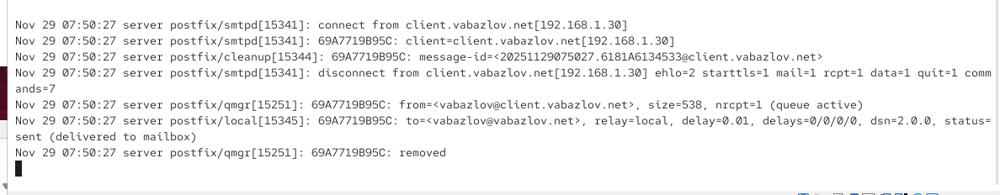 Nov 29 07:50:27 server postfix/smtpd[15341]: connect from client.vabazlov.net[192.168.1.30]
Nov 29 07:50:27 server postfix/smtpd[15341]: 69A7719B95C: client=client.vabazlov.net[192.168.1.30]
Nov 29 07:50:27 server postfix/cleanup[15344]: 69A7719B95C: message-id=<20251129075027.6181A6134533@client.vabazlov.net>
Nov 29 07:50:27 server postfix/smtpd[15341]: disconnect from client.vabazlov.net[192.168.1.30] ehlo=2 starttls=1 mail=1 rcpt=1 data=1 quit=1 comm
ands=7
Nov 29 07:50:27 server postfix/qmgr[15251]: 69A7719B95C: from=<vabazlov@client.vabazlov.net>, size=538, nrcpt=1 (queue active)
Nov 29 07:50:27 server postfix/local[15345]: 69A7719B95C: to=<vabazlov@vabazlov.net>, relay=local, delay=0.01, delays=0/0/0/0, dsn=2.0.0, status=
sent (delivered to mailbox)
Nov 29 07:50:27 server postfix/qmgr[15251]: 69A7719B95C: removed